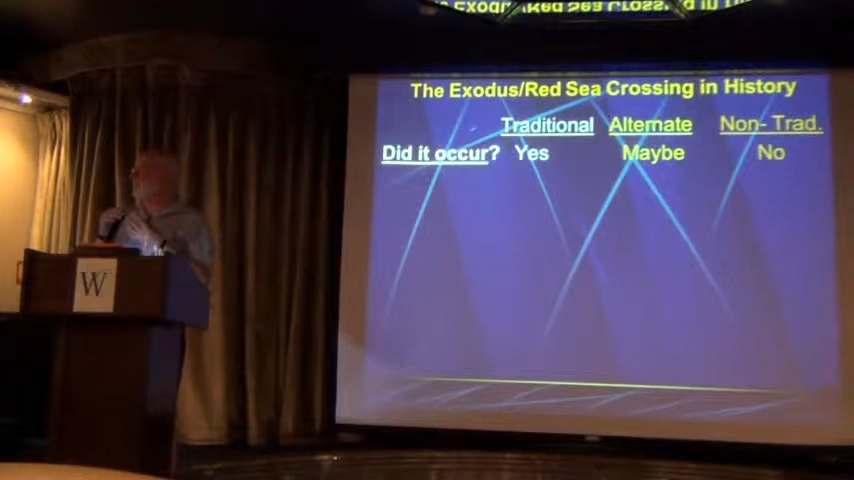 The Exodus/Red Sea Crossing in History
Traditional Alternate Non- Trad.
Did it occur? Yes Maybe No
W